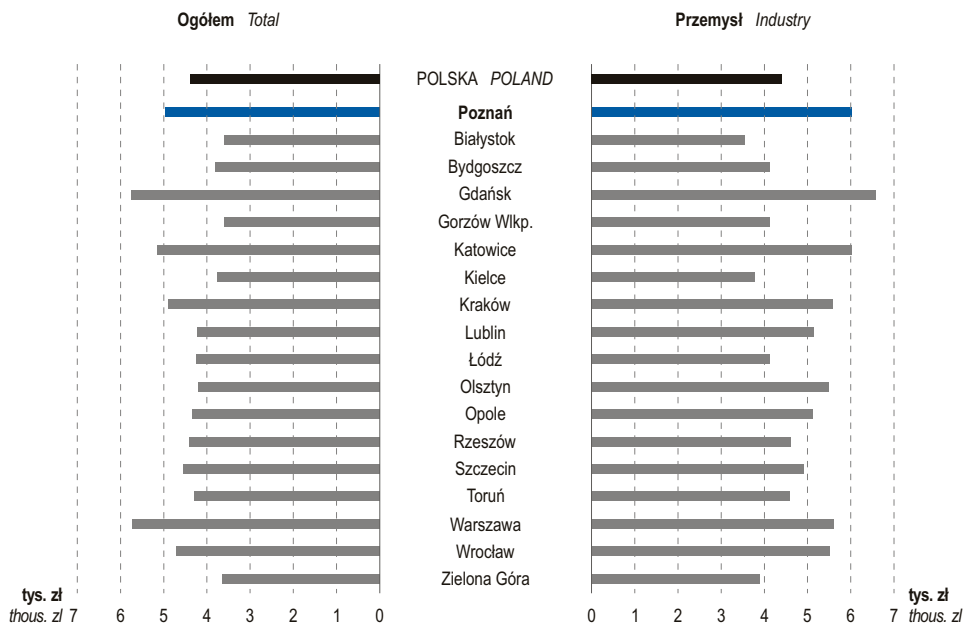 Ogółem Total
Przemysł Industry
POLSKA POLAND
Poznań
Białystok
Bydgoszcz
Gdańsk
Gorzów Wlkp.
Katowice
Kielce
Kraków
Lublin
Łódź
Olsztyn
Opole
Rzeszów
Szczecin
Toruń
Warszawa
Wrocław
Zielona Góra
tys. zł
thous. zl 7 6 5 4 3 2 1 0
0 1 2 3 4 5 6 7
tys. zł
thous. zl